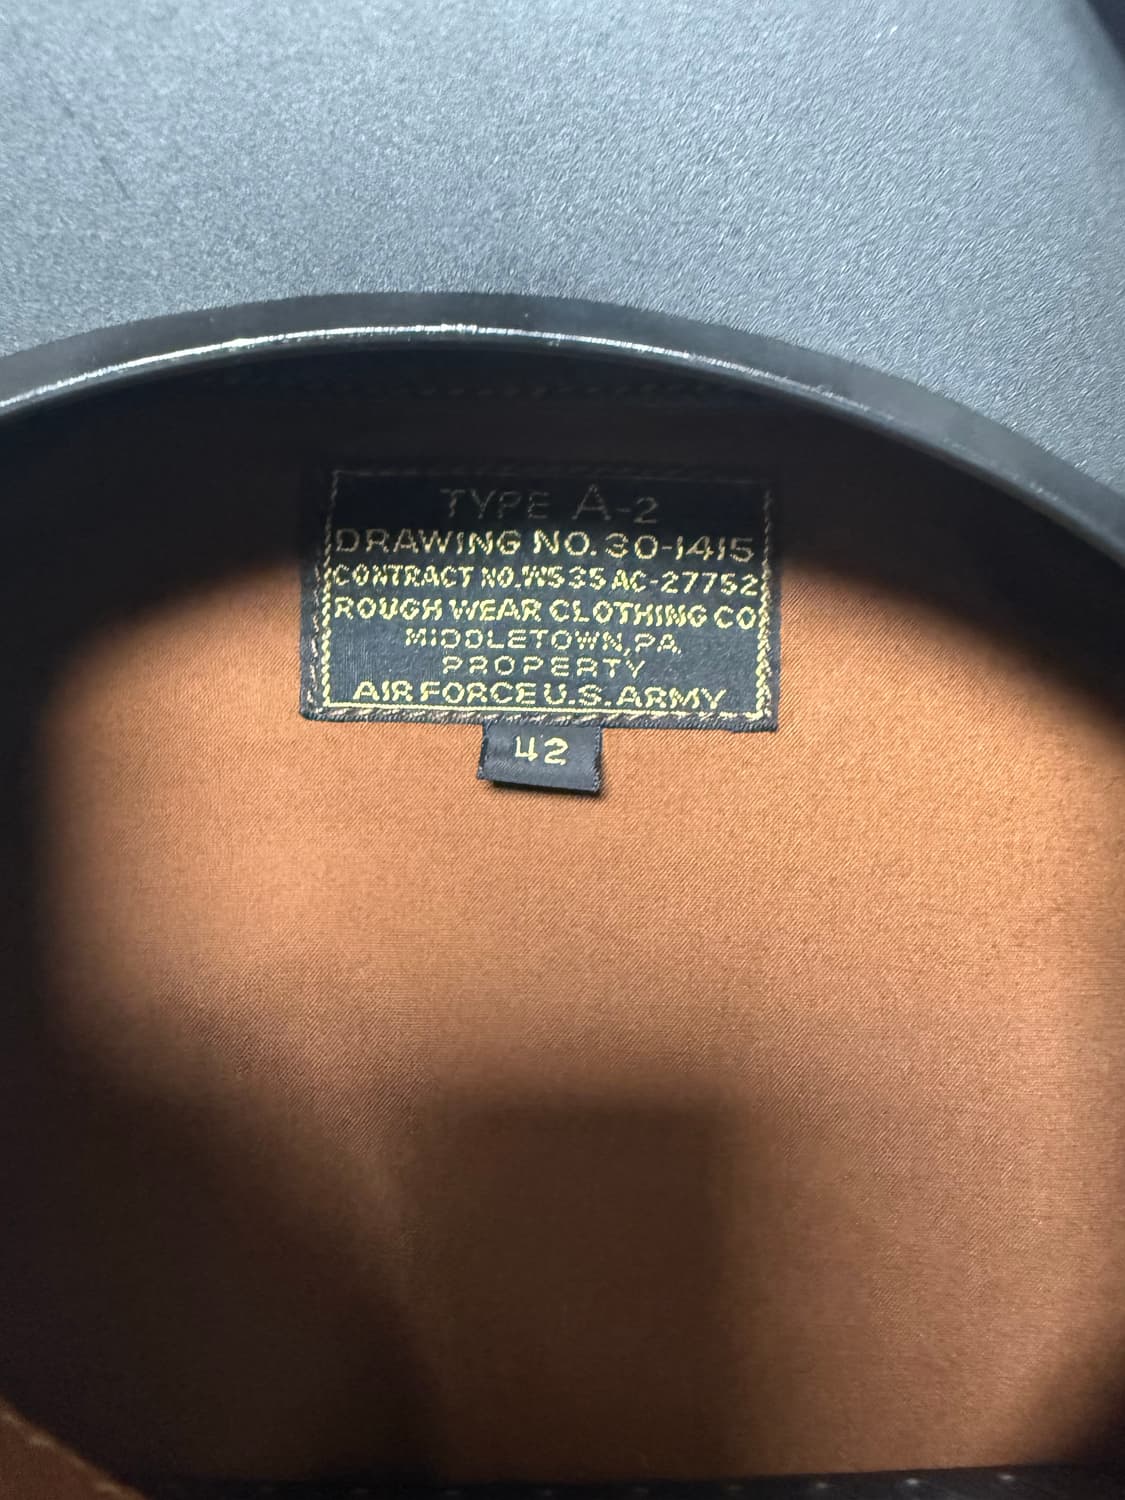 TYPE A-2
DRAWING NO. 30-1415
CONTRACT NO. W535 AC-27752
ROUGH WEAR CLOTHING CO
MIDDLETOWN, PA.
PROPERTY
AIR FORCE U.S. ARMY
42